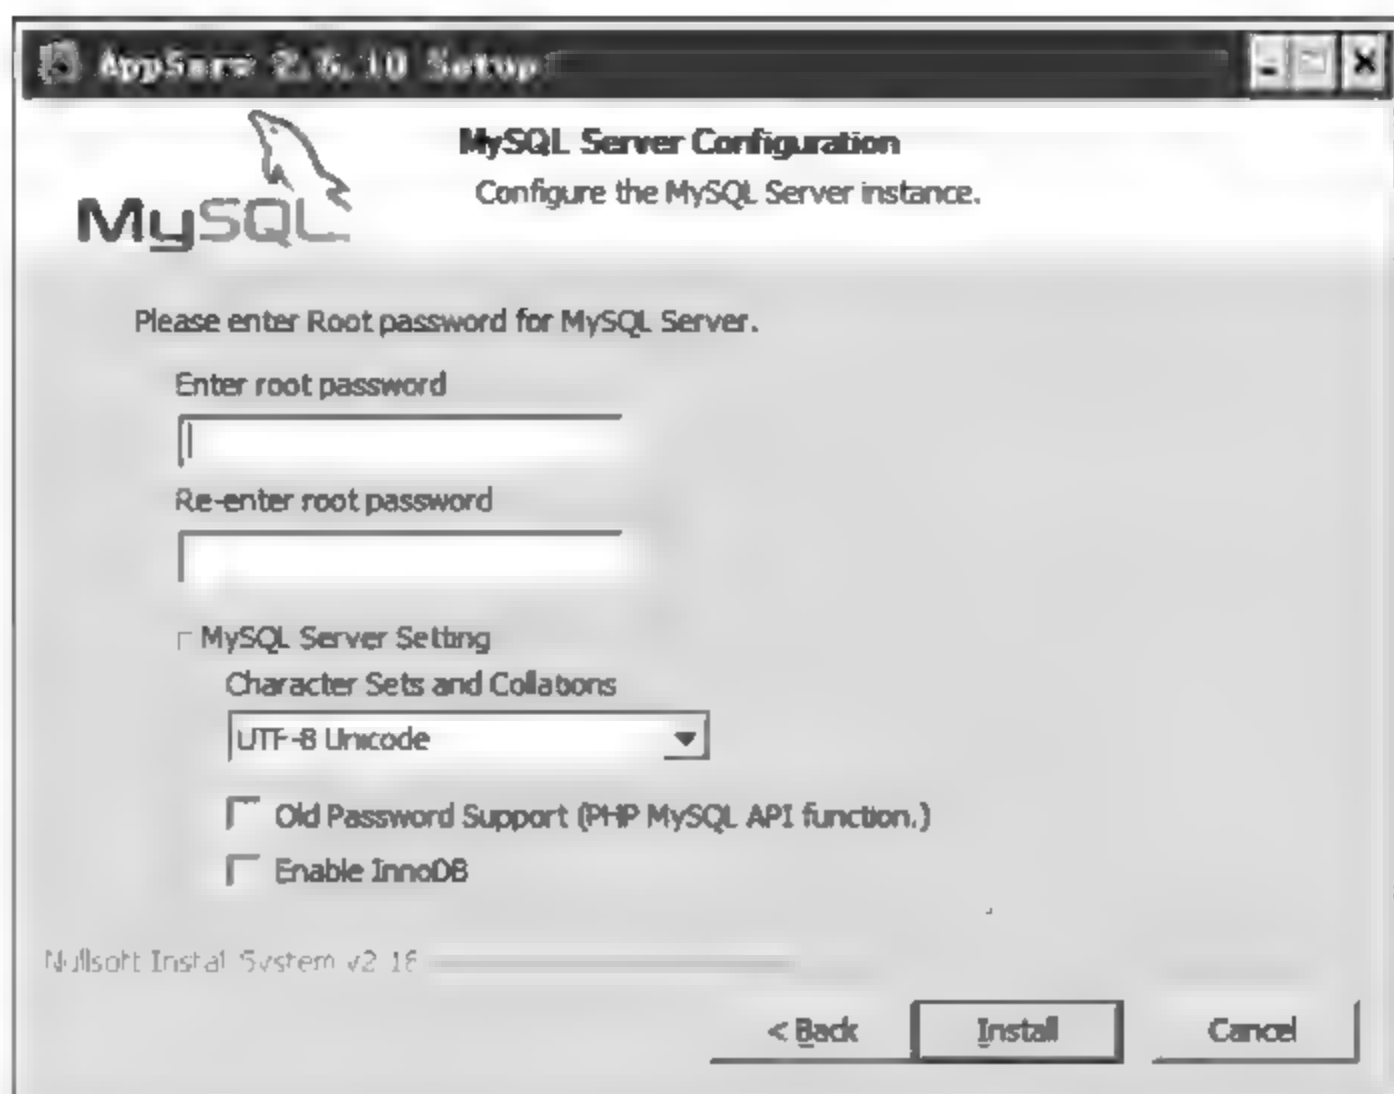 AppServ 2.5.10 Setup
MySQL Server Configuration
Configure the MySQL Server instance.
MySQL
Please enter Root password for MySQL Server.
Enter root password
Re-enter root password
MySQL Server Setting
Character Sets and Collations
UTF-8 Unicode
Old Password Support (PHP MySQL API function.)
Enable InnoDB
Nullsoft Install System v2.18
< Back
Install
Cancel